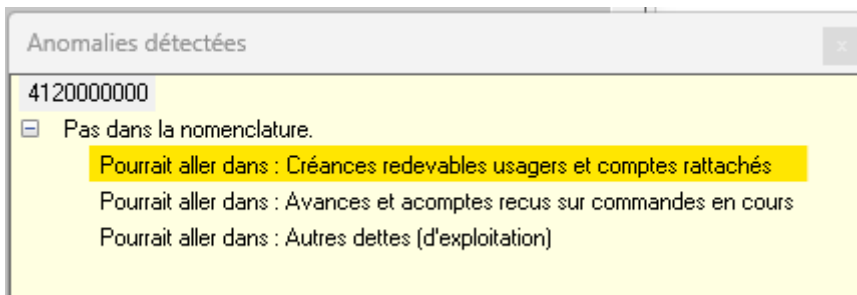 Anomalies détectées
x
4120000000
Pas dans la nomenclature.
Pourrait aller dans : Créances redevables usagers et comptes rattachés
Pourrait aller dans : Avances et acomptes recus sur commandes en cours
Pourrait aller dans : Autres dettes (d'exploitation)